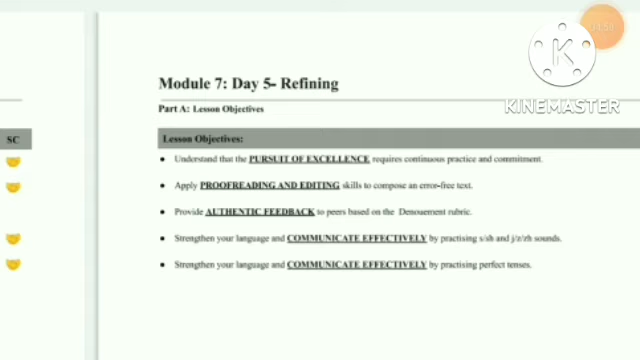 KINEMASTER
Module 7: Day 5- Refining
Part A: Lesson Objectives
SC
Lesson Objectives:
• Understand that the PURSUIT OF EXCELLENCE requires continuous practice and commitment.
• Apply PROOFREADING AND EDITING skills to compose an error-free text.
• Provide AUTHENTIC FEEDBACK to peers based on the Denouement rubric.
• Strengthen your language and COMMUNICATE EFFECTIVELY by practising s/sh and j/z/zh sounds.
• Strengthen your language and COMMUNICATE EFFECTIVELY by practising perfect tenses.